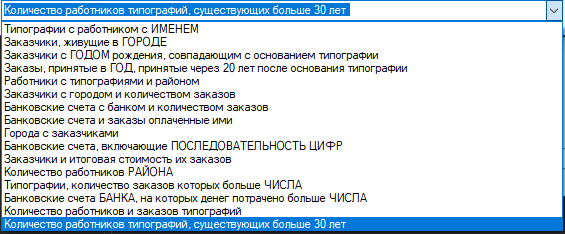 Количество работников типографий, существующих больше 30 лет
Типографии с работником с ИМЕНЕМ
Заказчики, живущие в ГОРОДЕ
Заказчики с ГОДОМ рождения, совпадающим с основанием типографии
Заказы, принятые в ГОД, принятые через 20 лет после основания типографии
Работники с типографиями и районом
Заказчики с городом и количеством заказов
Банковские счета с банком и количеством заказов
Банковские счета и заказы оплаченные ими
Города с заказчиками
Банковские счета, включающие ПОСЛЕДОВАТЕЛЬНОСТЬ ЦИФР
Заказчики и итоговая стоимость их заказов
Количество работников РАЙОНА
Типографии, количество заказов которых больше ЧИСЛА
Банковские счета БАНКА, на которых денег потрачено больше ЧИСЛА
Количество работников и заказов типографий
Количество работников типографий, существующих больше 30 лет